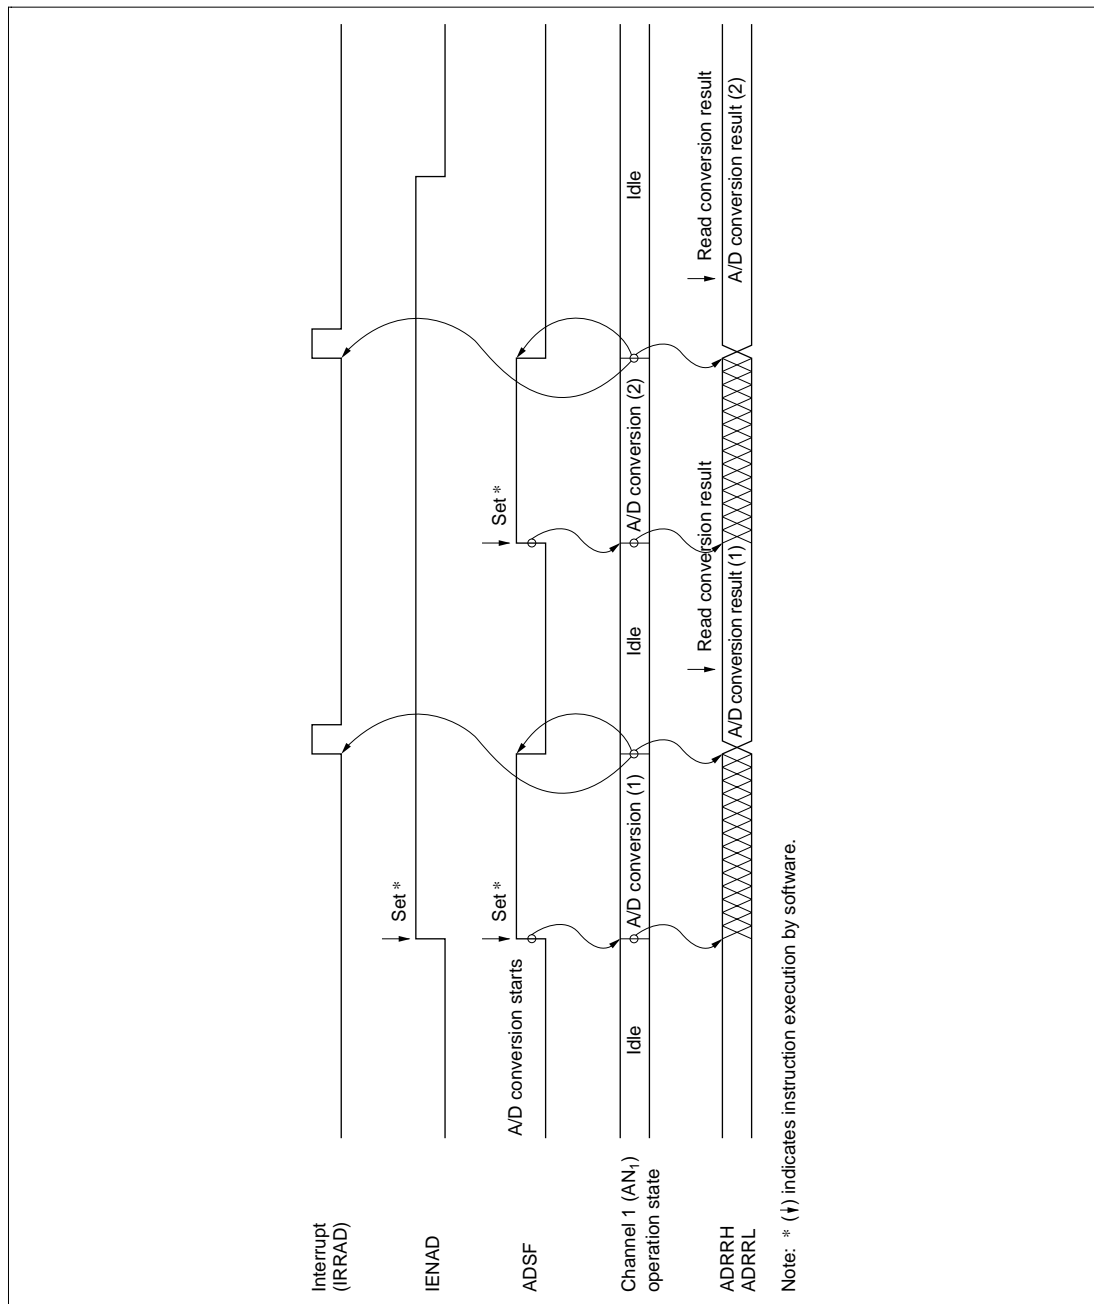 Interrupt
(IRRAD)
IENAD
Set *
ADSF
A/D conversion starts
Set *
Set *
Channel 1 (AN1)
operation state
Idle
A/D conversion (1)
Idle
A/D conversion (2)
Idle
Read conversion result
Read conversion result
ADRRH
ADRRL
A/D conversion result (1)
A/D conversion result (2)
Note: * (↓) indicates instruction execution by software.